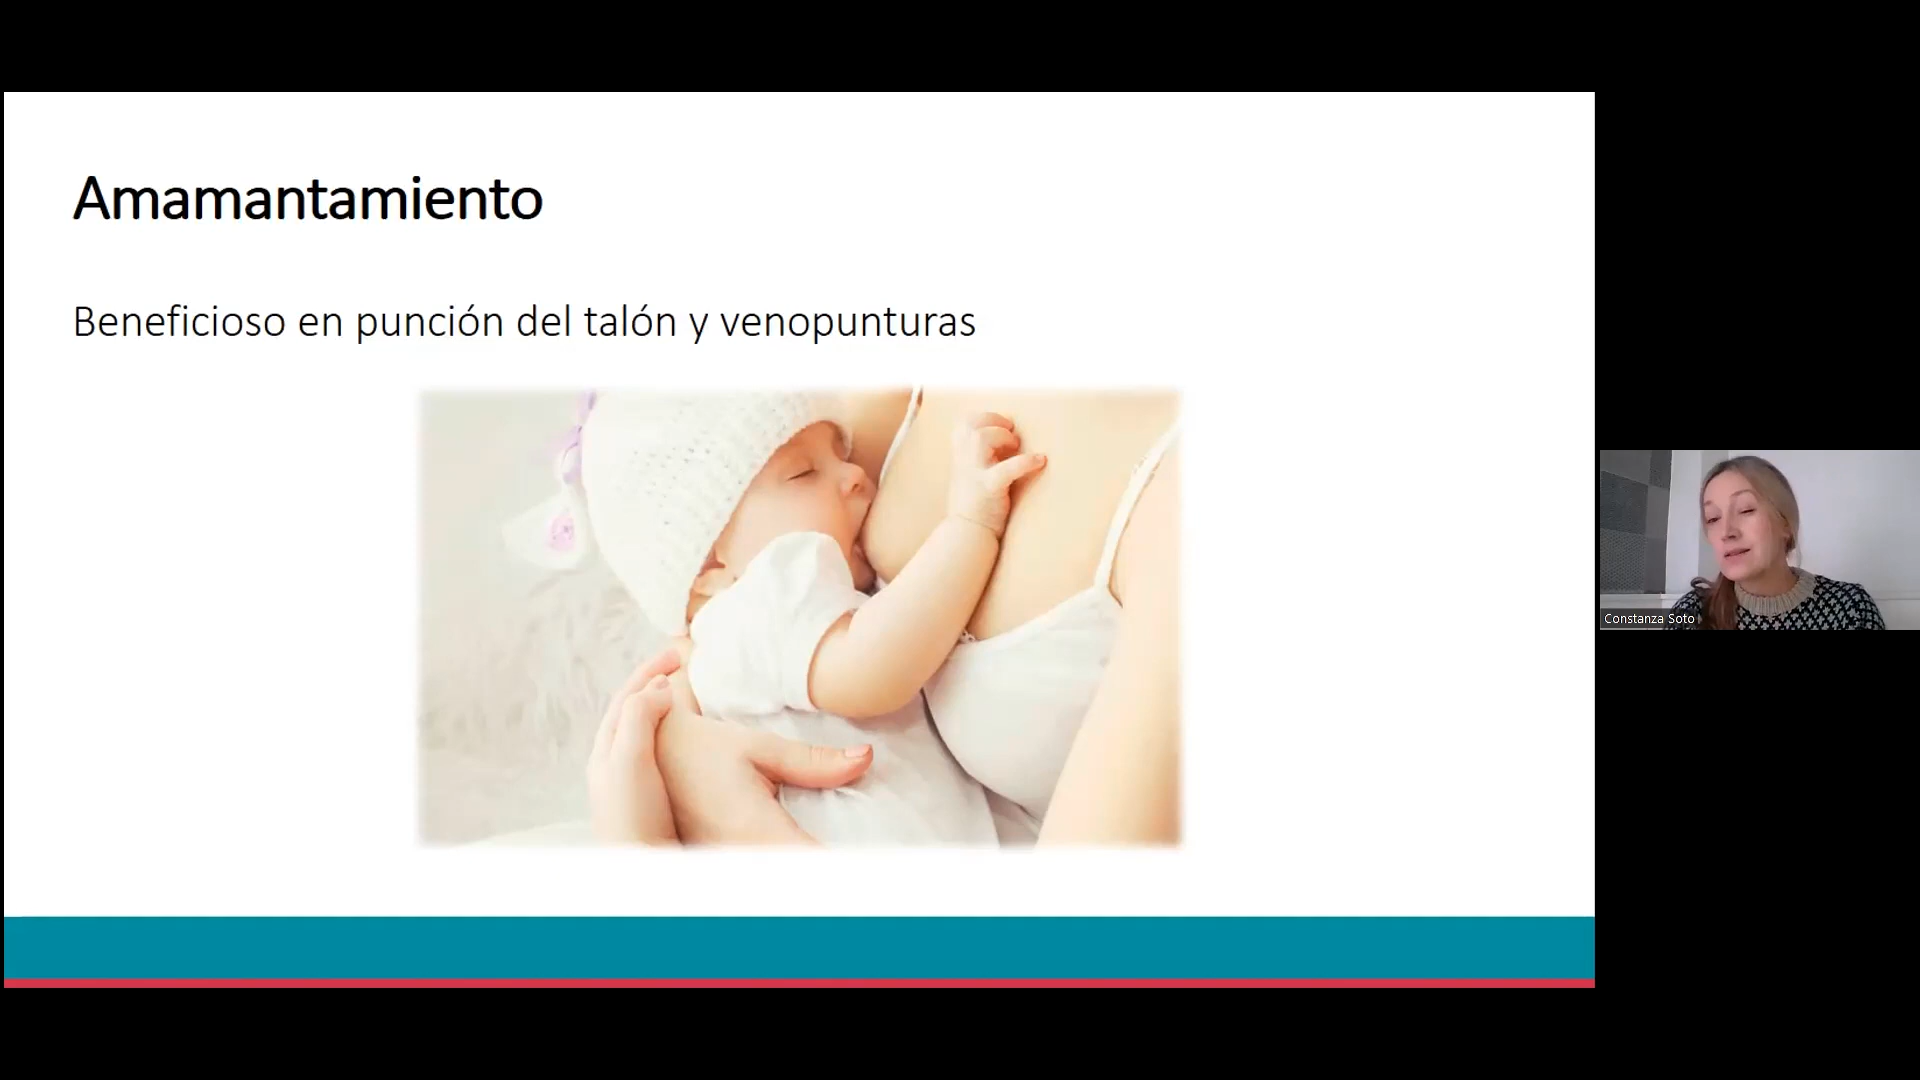 Amamantamiento
Beneficioso en punción del talón y venopunturas
Constanza Soto